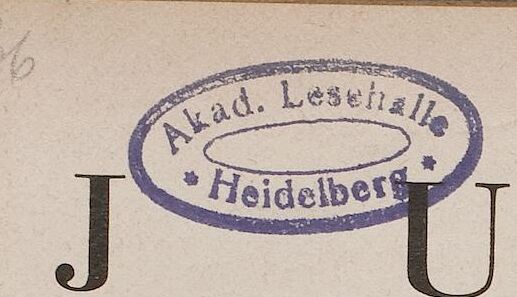 Akad. Lesehalle
* Heidelberg *
J U